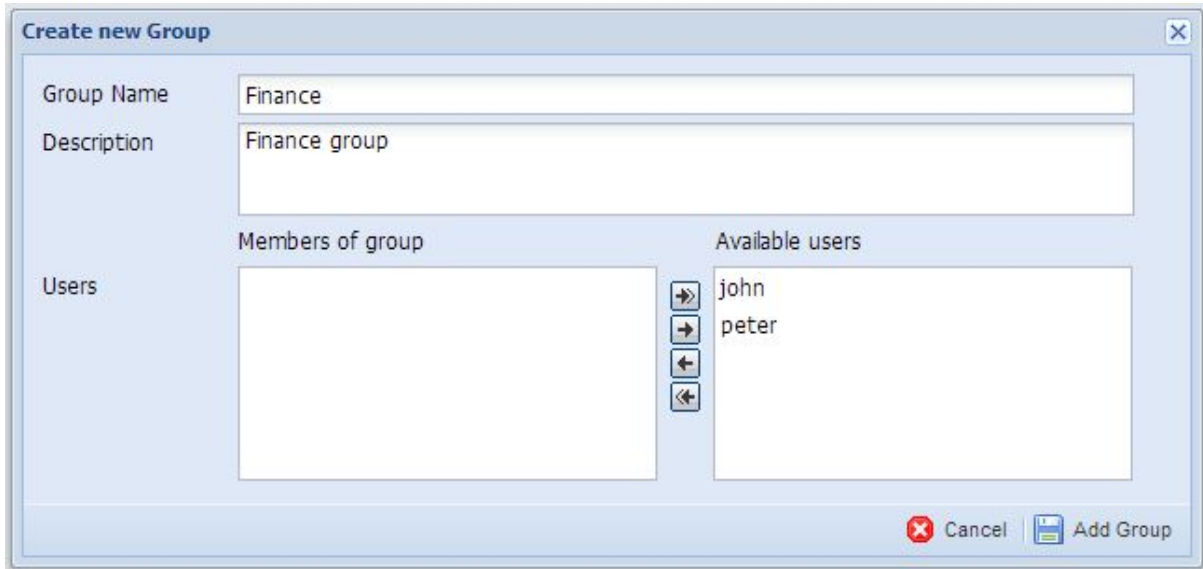 Create new Group
Group Name Finance
Description Finance group
Members of group Available users
Users john
peter
Cancel Add Group